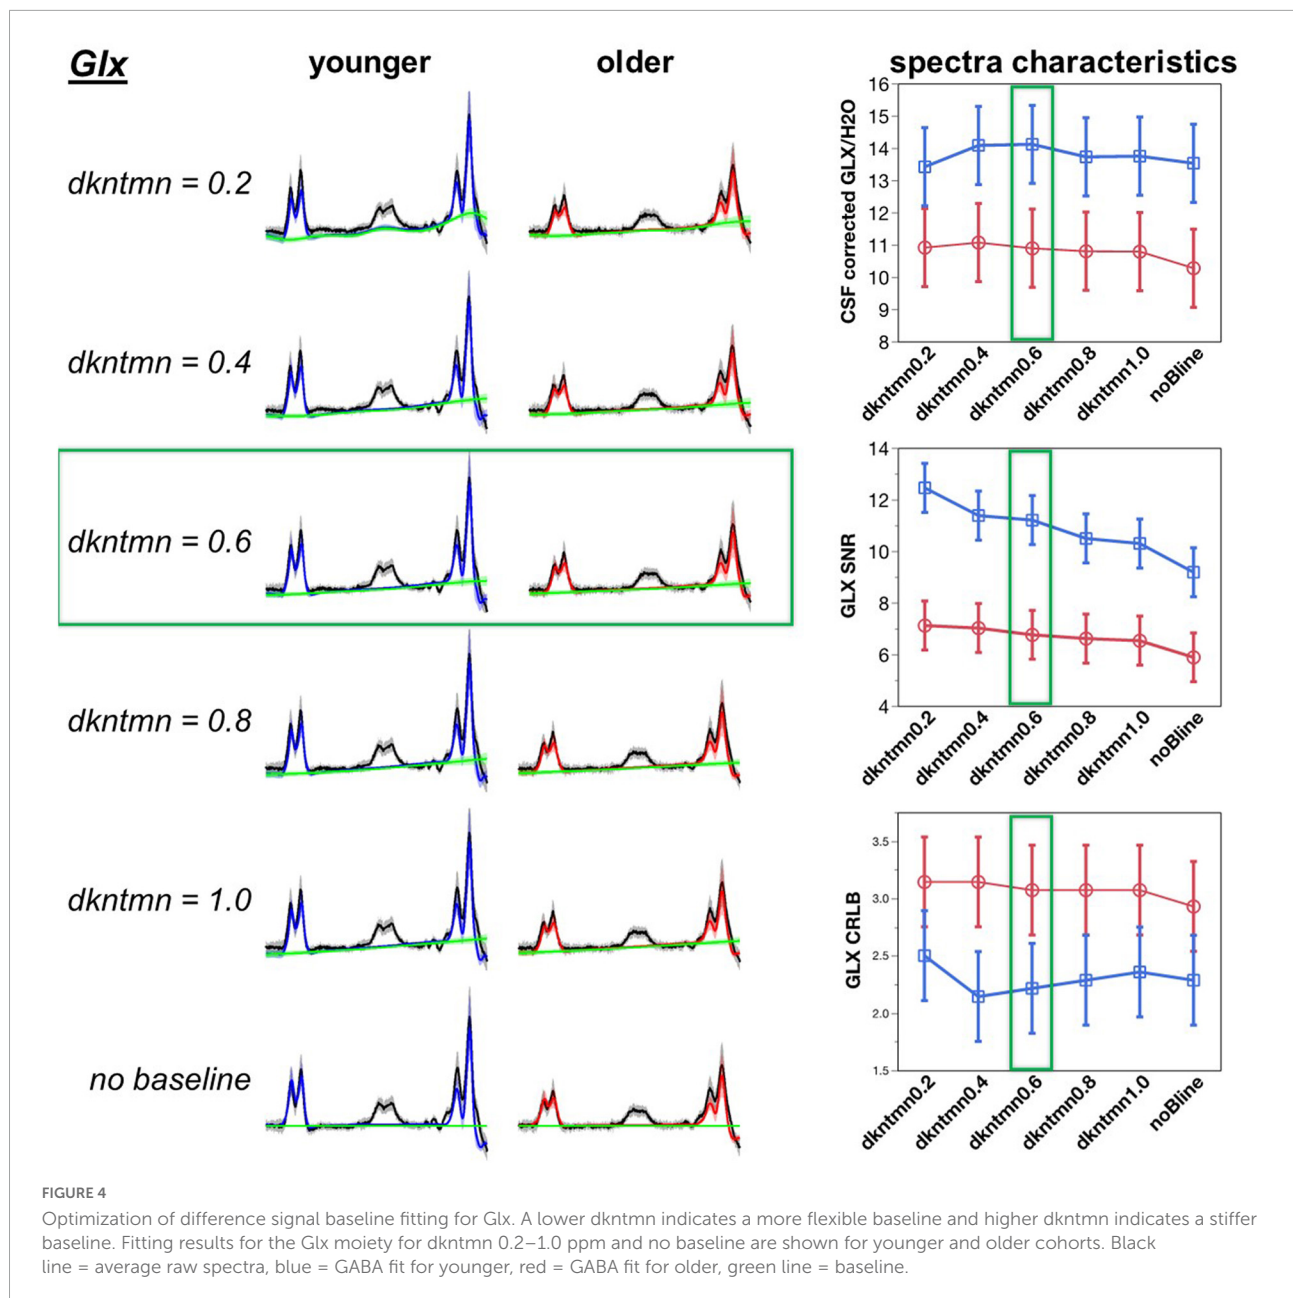 Glx
younger
older
spectra characteristics
dkntmn = 0.2
dkntmn = 0.4
dkntmn = 0.6
dkntmn = 0.8
dkntmn = 1.0
no baseline
CSF corrected GLX/H2O
16
15
14
13
12
11
10
9
8
dkntmn0.2
dkntmn0.4
dkntmn0.6
dkntmn0.8
dkntmn1.0
noBline
GLX SNR
14
12
10
8
6
4
dkntmn0.2
dkntmn0.4
dkntmn0.6
dkntmn0.8
dkntmn1.0
noBline
GLX CRLB
3.5
3.0
2.5
2.0
1.5
dkntmn0.2
dkntmn0.4
dkntmn0.6
dkntmn0.8
dkntmn1.0
noBline
FIGURE 4
Optimization of difference signal baseline fitting for Glx. A lower dkntmn indicates a more flexible baseline and higher dkntmn indicates a stiffer
baseline. Fitting results for the Glx moiety for dkntmn 0.2–1.0 ppm and no baseline are shown for younger and older cohorts. Black
line = average raw spectra, blue = GABA fit for younger, red = GABA fit for older, green line = baseline.